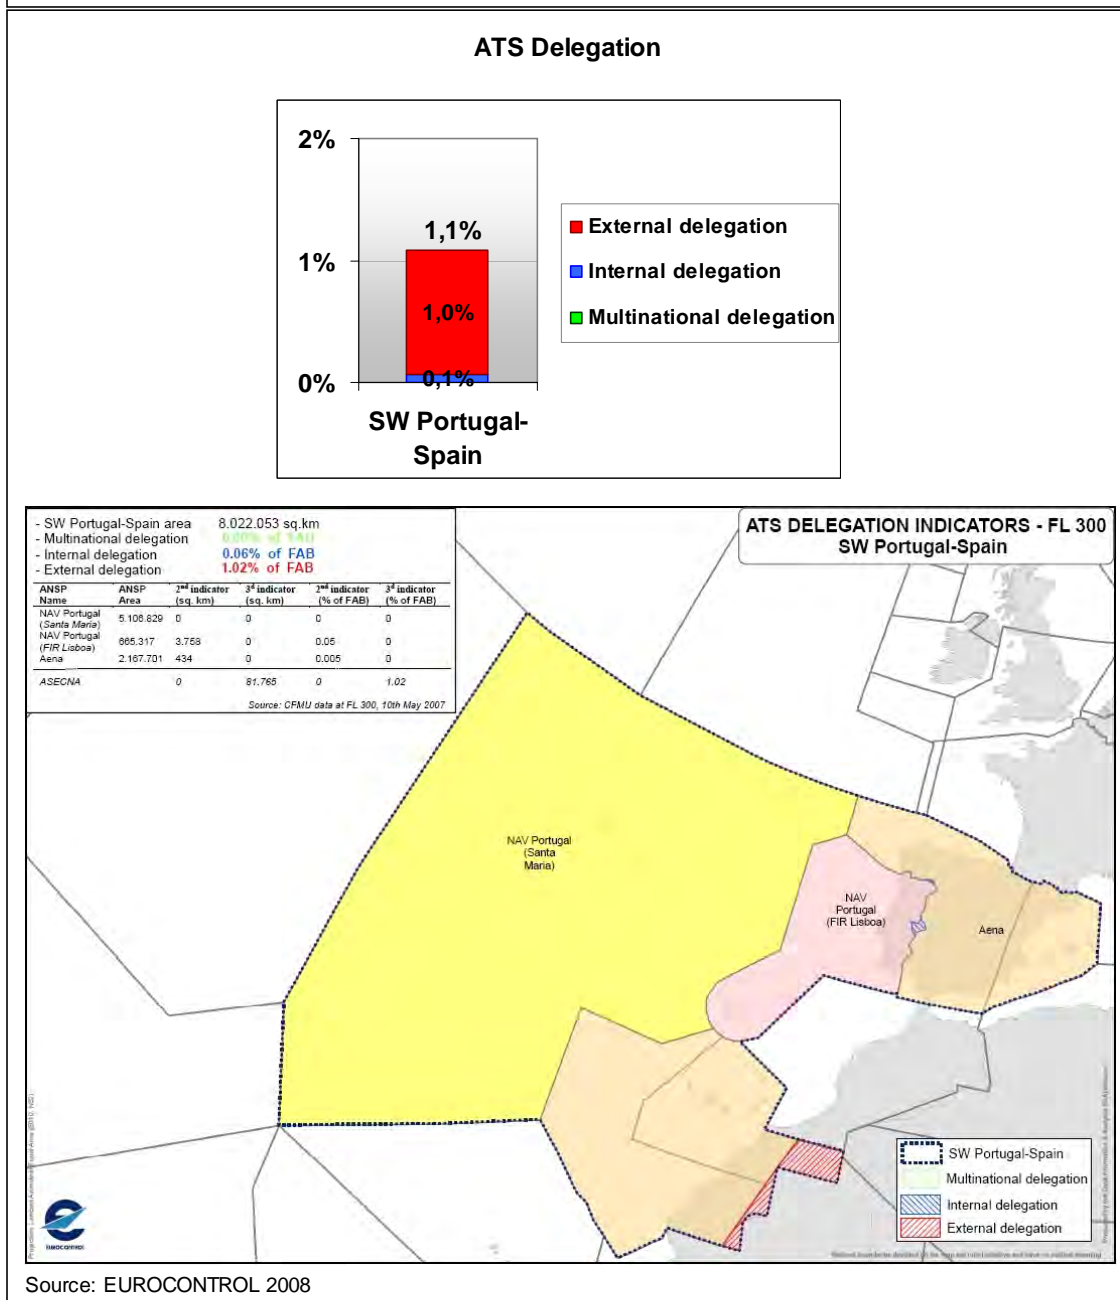 ATS Delegation
2%
1%
0%
1,1%
1,0%
0,1%
SW Portugal-
Spain
External delegation
Internal delegation
Multinational delegation
- SW Portugal-Spain area 8.022.053 sq.km
- Multinational delegation 0.00% of FAB
- Internal delegation 0.06% of FAB
- External delegation 1.02% of FAB
ANSP Name ANSP Area 2nd indicator (sq. km) 3d indicator (sq. km) 2nd indicator (% of FAB) 3d indicator (% of FAB)
NAV Portugal (Santa Maria) 5.106.829 0 0 0 0
NAV Portugal (FIR Lisboa) 665.317 3.758 0 0.05 0
Aena 2.167.701 434 0 0.005 0
ASECNA 0 81.765 0 1.02
Source: CFMU data at FL 300, 10th May 2007
ATS DELEGATION INDICATORS - FL 300
SW Portugal-Spain
NAV Portugal
(Santa
Maria)
NAV
Portugal
(FIR Lisboa)
Aena
SW Portugal-Spain
Multinational delegation
Internal delegation
External delegation
EUROCONTROL
Source: EUROCONTROL 2008